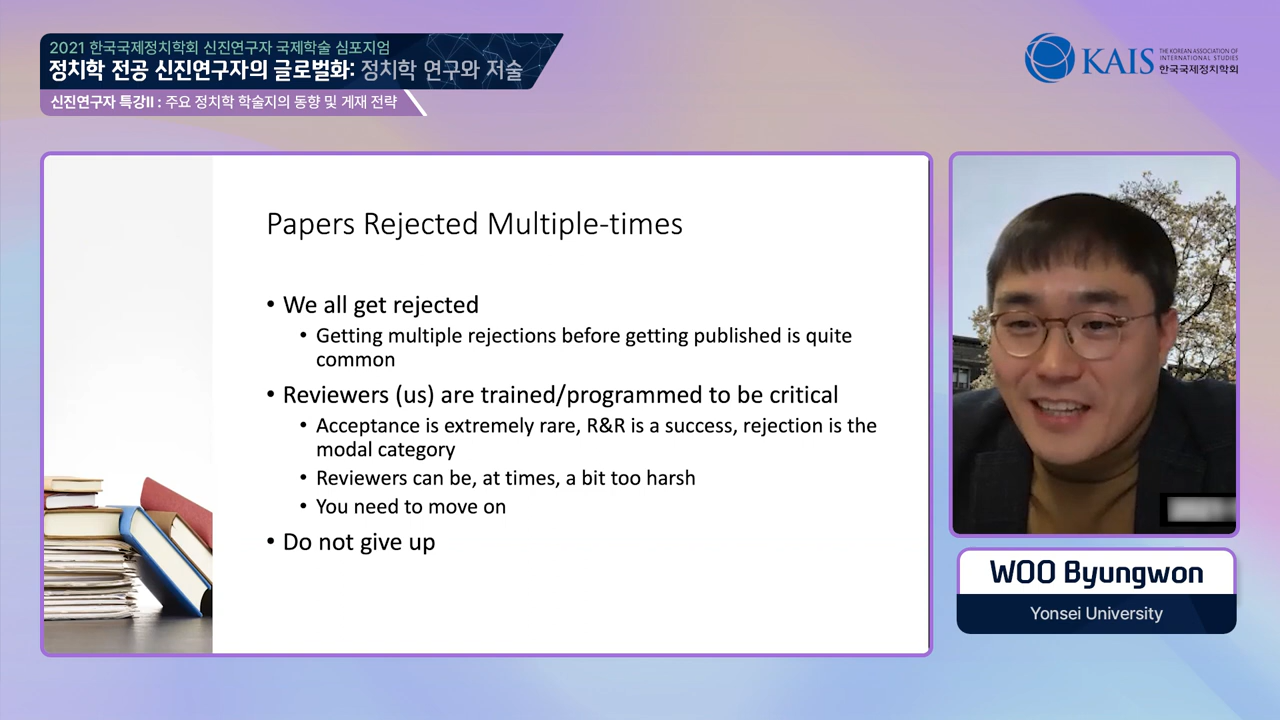 2021 한국국제정치학회 신진연구자 국제학술 심포지엄
정치학 전공 신진연구자의 글로벌화: 정치학 연구와 저술
신진연구자 특강II : 주요 정치학 학술지의 동향 및 게재 전략
KAIS
THE KOREAN ASSOCIATION OF
INTERNATIONAL STUDIES
한국국제정치학회
Papers Rejected Multiple-times
• We all get rejected
• Getting multiple rejections before getting published is quite
common
• Reviewers (us) are trained/programmed to be critical
• Acceptance is extremely rare, R&R is a success, rejection is the
modal category
• Reviewers can be, at times, a bit too harsh
• You need to move on
• Do not give up
WOO Byungwon
Yonsei University